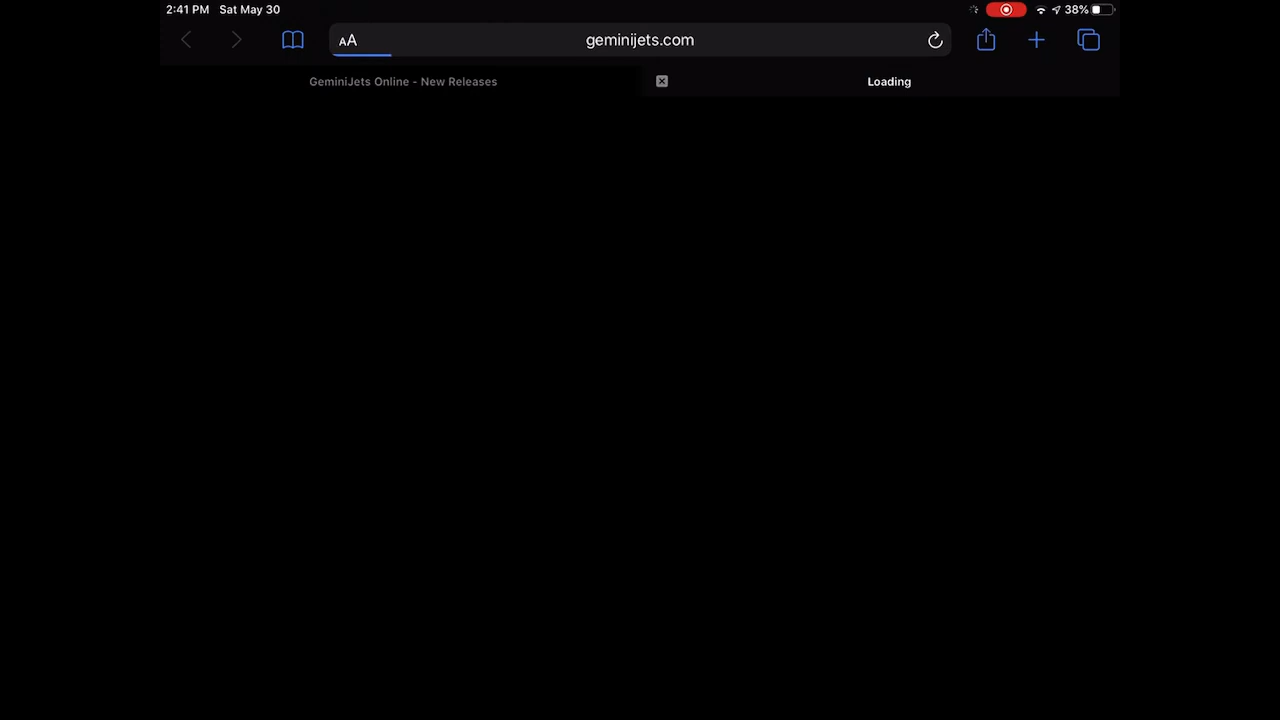 2:41 PM Sat May 30 38%
AA geminijets.com
GeminiJets Online - New Releases Loading